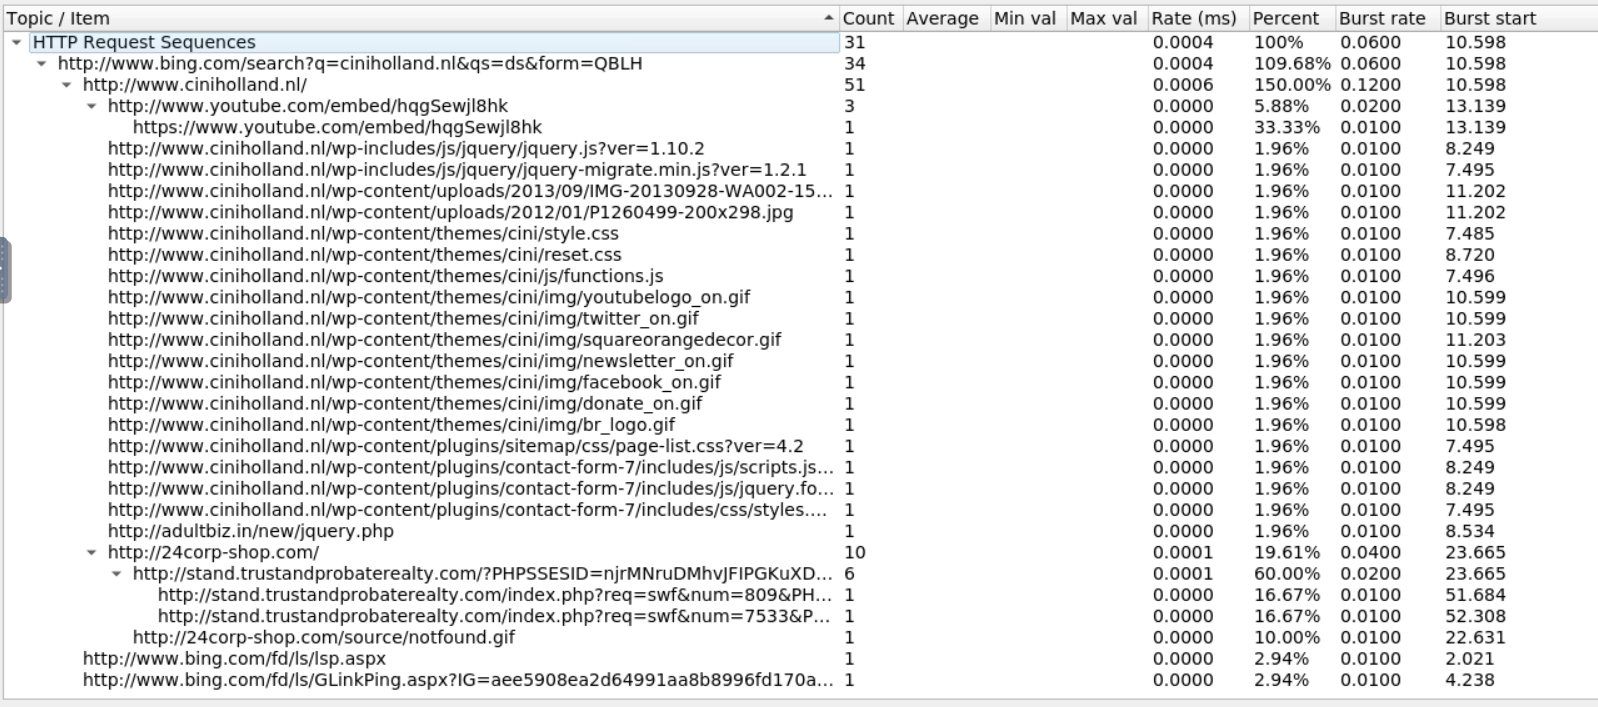 Topic / Item Count Average Min val Max val Rate (ms) Percent Burst rate Burst start
HTTP Request Sequences 31 0.0004 100% 0.0600 10.598
http://www.bing.com/search?q=ciniholland.nl&qs=ds&form=QBLH 34 0.0004 109.68% 0.0600 10.598
http://www.ciniholland.nl/ 51 0.0006 150.00% 0.1200 10.598
http://www.youtube.com/embed/hqgSewjl8hk 3 0.0000 5.88% 0.0200 13.139
https://www.youtube.com/embed/hqgSewjl8hk 1 0.0000 33.33% 0.0100 13.139
http://www.ciniholland.nl/wp-includes/js/jquery/jquery.js?ver=1.10.2 1 0.0000 1.96% 0.0100 8.249
http://www.ciniholland.nl/wp-includes/js/jquery/jquery-migrate.min.js?ver=1.2.1 1 0.0000 1.96% 0.0100 7.495
http://www.ciniholland.nl/wp-content/uploads/2013/09/IMG-20130928-WA002-15... 1 0.0000 1.96% 0.0100 11.202
http://www.ciniholland.nl/wp-content/uploads/2012/01/P1260499-200x298.jpg 1 0.0000 1.96% 0.0100 11.202
http://www.ciniholland.nl/wp-content/themes/cini/style.css 1 0.0000 1.96% 0.0100 7.485
http://www.ciniholland.nl/wp-content/themes/cini/reset.css 1 0.0000 1.96% 0.0100 8.720
http://www.ciniholland.nl/wp-content/themes/cini/js/functions.js 1 0.0000 1.96% 0.0100 7.496
http://www.ciniholland.nl/wp-content/themes/cini/img/youtubelogo_on.gif 1 0.0000 1.96% 0.0100 10.599
http://www.ciniholland.nl/wp-content/themes/cini/img/twitter_on.gif 1 0.0000 1.96% 0.0100 10.599
http://www.ciniholland.nl/wp-content/themes/cini/img/squareorangedecor.gif 1 0.0000 1.96% 0.0100 11.203
http://www.ciniholland.nl/wp-content/themes/cini/img/newsletter_on.gif 1 0.0000 1.96% 0.0100 10.599
http://www.ciniholland.nl/wp-content/themes/cini/img/facebook_on.gif 1 0.0000 1.96% 0.0100 10.599
http://www.ciniholland.nl/wp-content/themes/cini/img/donate_on.gif 1 0.0000 1.96% 0.0100 10.599
http://www.ciniholland.nl/wp-content/themes/cini/img/br_logo.gif 1 0.0000 1.96% 0.0100 10.598
http://www.ciniholland.nl/wp-content/plugins/sitemap/css/page-list.css?ver=4.2 1 0.0000 1.96% 0.0100 7.495
http://www.ciniholland.nl/wp-content/plugins/contact-form-7/includes/js/scripts.js... 1 0.0000 1.96% 0.0100 8.249
http://www.ciniholland.nl/wp-content/plugins/contact-form-7/includes/js/jquery.fo... 1 0.0000 1.96% 0.0100 8.249
http://www.ciniholland.nl/wp-content/plugins/contact-form-7/includes/css/styles.... 1 0.0000 1.96% 0.0100 7.495
http://adultbiz.in/new/jquery.php 1 0.0000 1.96% 0.0100 8.534
http://24corp-shop.com/ 10 0.0001 19.61% 0.0400 23.665
http://stand.trustandprobaterealty.com/?PHPSSESID=njrMNruDMhvJFIPGKuXD... 6 0.0001 60.00% 0.0200 23.665
http://stand.trustandprobaterealty.com/index.php?req=swf&num=809&PH... 1 0.0000 16.67% 0.0100 51.684
http://stand.trustandprobaterealty.com/index.php?req=swf&num=7533&P... 1 0.0000 16.67% 0.0100 52.308
http://24corp-shop.com/source/notfound.gif 1 0.0000 10.00% 0.0100 22.631
http://www.bing.com/fd/ls/lsp.aspx 1 0.0000 2.94% 0.0100 2.021
http://www.bing.com/fd/ls/GLinkPing.aspx?IG=aee5908ea2d64991aa8b8996fd170a... 1 0.0000 2.94% 0.0100 4.238